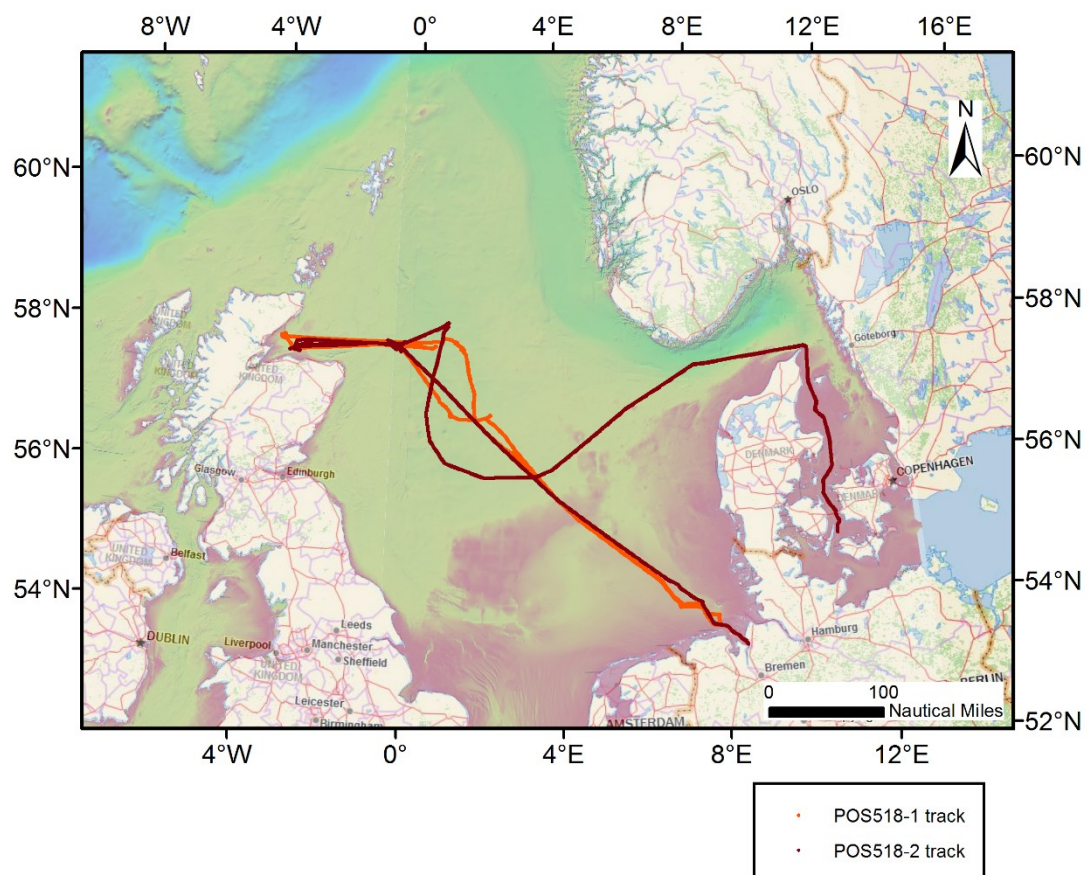 8°W 4°W 0° 4°E 8°E 12°E 16°E
N
60°N 60°N
OSLO
58°N 58°N
UNITED
KINGDOM
Goteborg
UNITED
KINGDOM
UNITED
KINGDOM
56°N 56°N
DENMARK
COPENHAGEN
Glasgow Edinburgh
DENMARK
UNITED
KINGDOM
Belfast
54°N 54°N
Leeds
Hamburg
DUBLIN
Liverpool
Manchester
UNITED
KINGDOM
Sheffield
Bremen
BERLIN
Leicester
0 100
Nautical Miles
Birmingham
AMSTERDAM
52°N
4°W 0° 4°E 8°E 12°E
POS518-1 track
POS518-2 track